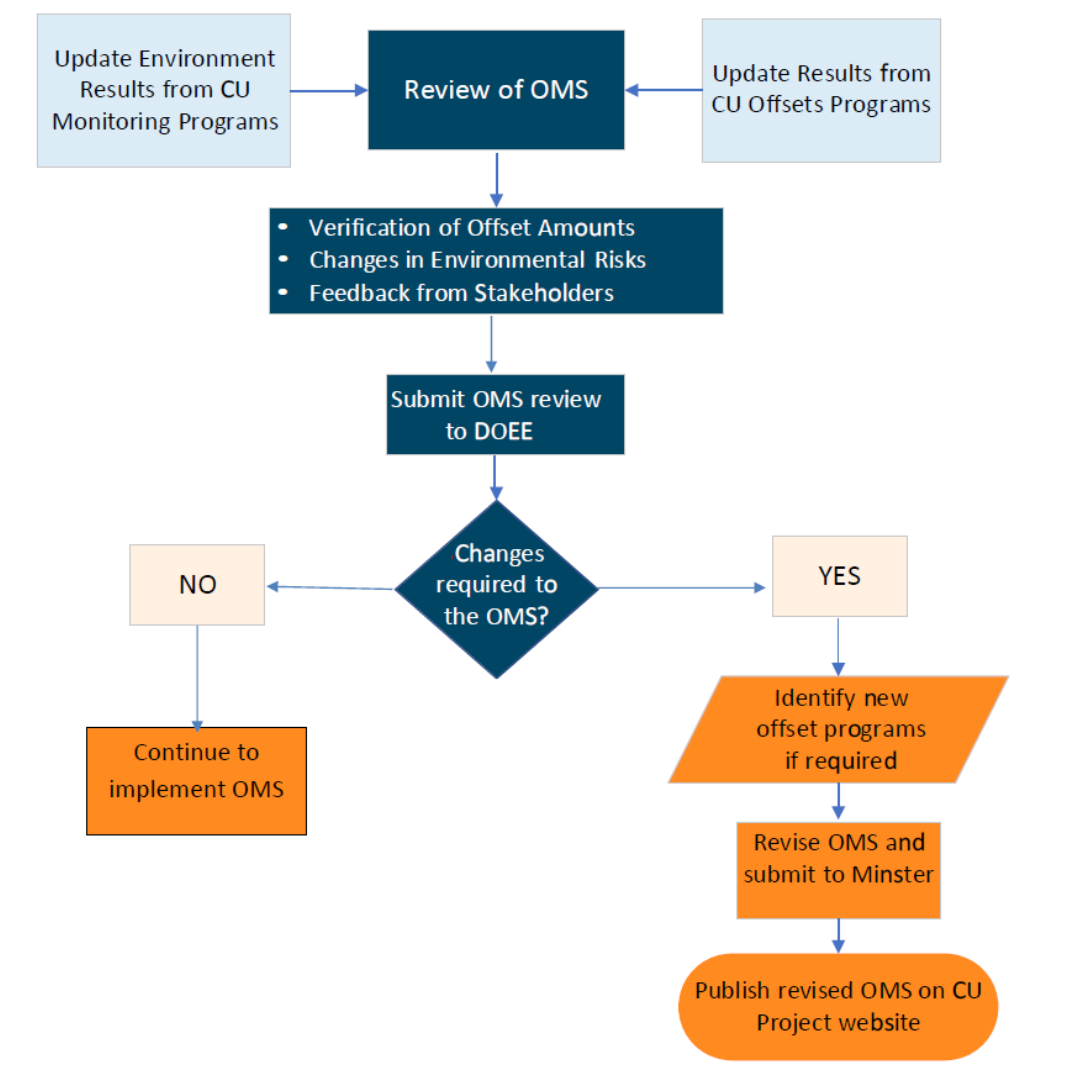 Update Environment
Results from CU
Monitoring Programs
Review of OMS
Update Results from
CU Offsets Programs
• Verification of Offset Amounts
• Changes in Environmental Risks
• Feedback from Stakeholders
Submit OMS review
to DOEE
Changes
required to
the OMS?
NO
YES
Continue to
implement OMS
Identify new
offset programs
if required
Revise OMS and
submit to Minster
Publish revised OMS on CU
Project website